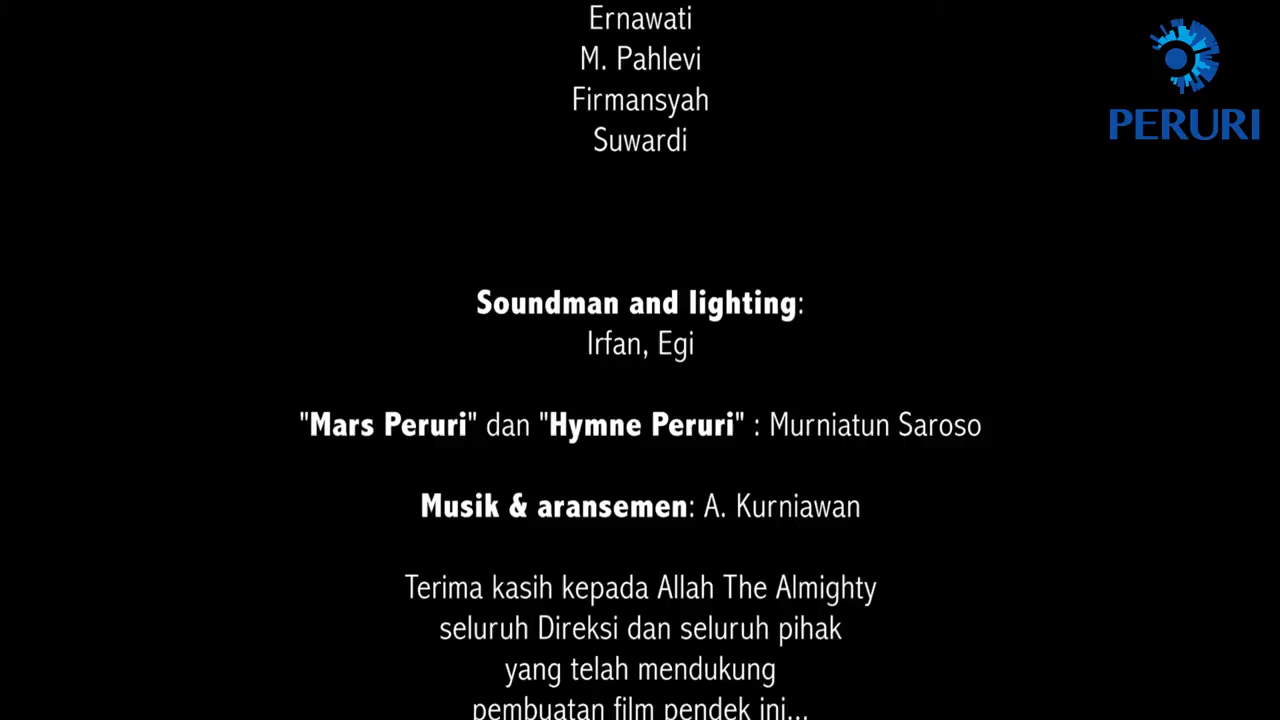 Ernawati
M. Pahlevi
Firmansyah
Suwardi
PERURI
Soundman and lighting:
Irfan, Egi
"Mars Peruri" dan "Hymne Peruri" : Murniatun Saroso
Musik & aransemen: A. Kurniawan
Terima kasih kepada Allah The Almighty
seluruh Direksi dan seluruh pihak
yang telah mendukung
pembuatan film pendek ini...